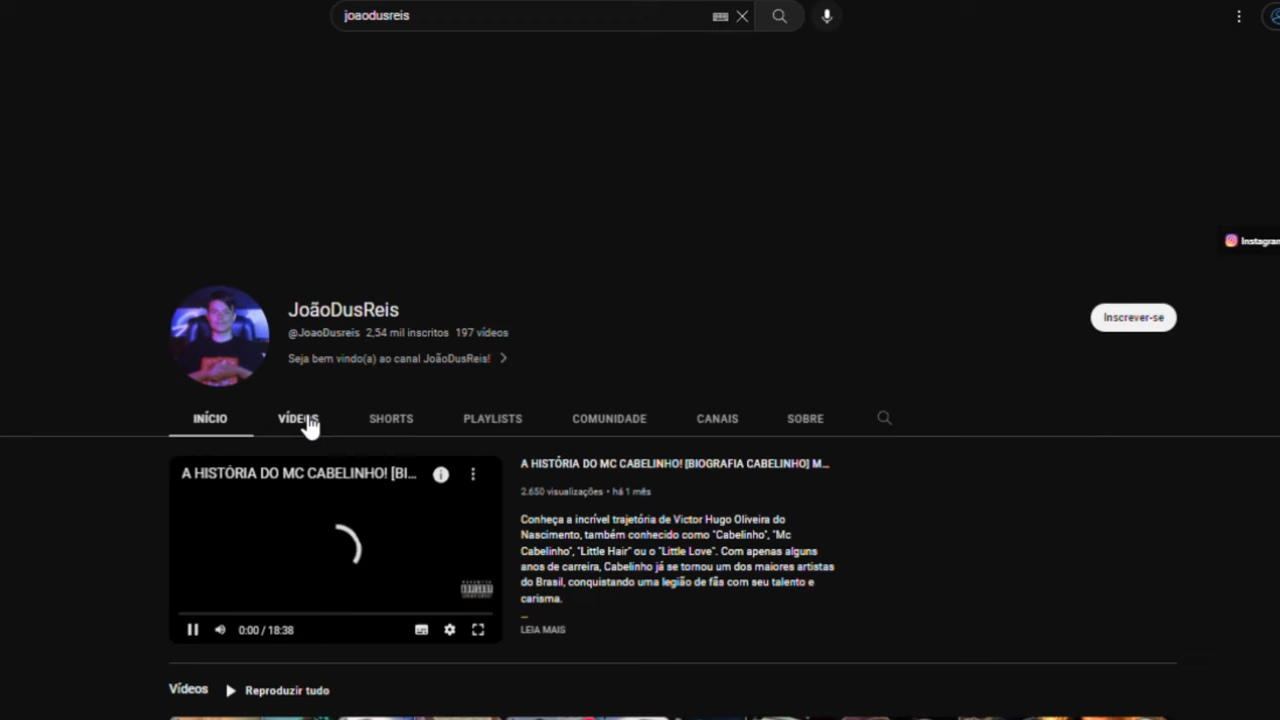 joaodusreis
Instagram
JoãoDusReis
@JoaoDusreis 2,54 mil inscritos 197 vídeos
Seja bem vindo(a) ao canal JoãoDusReis!
Inscrever-se
INÍCIO VÍDEOS SHORTS PLAYLISTS COMUNIDADE CANAIS SOBRE
A HISTÓRIA DO MC CABELINHO! [BI...
0:00 / 18:38
A HISTÓRIA DO MC CABELINHO! [BIOGRAFIA CABELINHO] M...
2.650 visualizações • há 1 mês
Conheça a incrível trajetória de Victor Hugo Oliveira do
Nascimento, também conhecido como "Cabelinho", "Mc
Cabelinho", "Little Hair" ou o "Little Love". Com apenas alguns
anos de carreira, Cabelinho já se tornou um dos maiores artistas
do Brasil, conquistando uma legião de fãs com seu talento e
carisma.
...
LEIA MAIS
Vídeos Reproduzir tudo